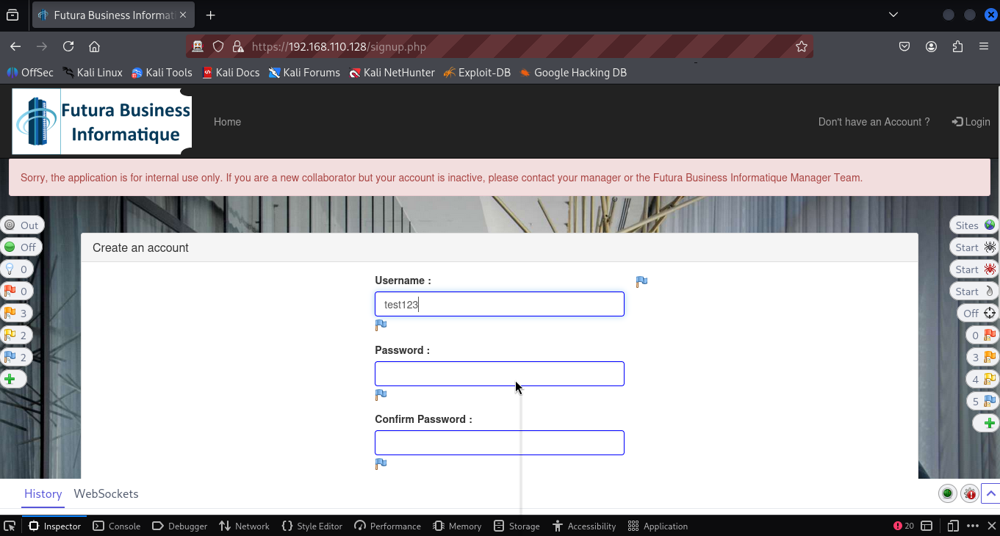 Futura Business Informat
https://192.168.110.128/signup.php
OffSec Kali Linux Kali Tools Kali Docs Kali Forums Kali NetHunter Exploit-DB Google Hacking DB
Futura Business
Informatique
Home Don't have an Account ? Login
Sorry, the application is for internal use only. If you are a new collaborator but your account is inactive, please contact your manager or the Futura Business Informatique Manager Team.
Out Sites
Create an account
Off Start
0 Start
Username :
0 Start
test123
3 Off
2 0
Password :
2 3
4
5
Confirm Password :
History WebSockets
Inspector Console Debugger Network Style Editor Performance Memory Storage Accessibility Application 20